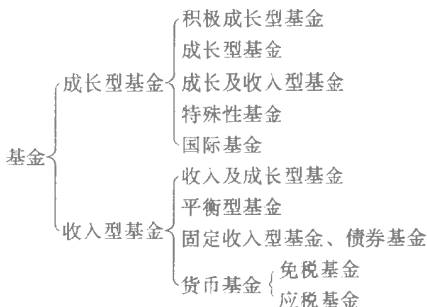 积极成长型基金
成长型基金
成长型基金
成长及收入型基金
特殊性基金
国际基金
基金
收入及成长型基金
平衡型基金
收入型基金
固定收入型基金、债券基金
货币基金
免税基金
应税基金